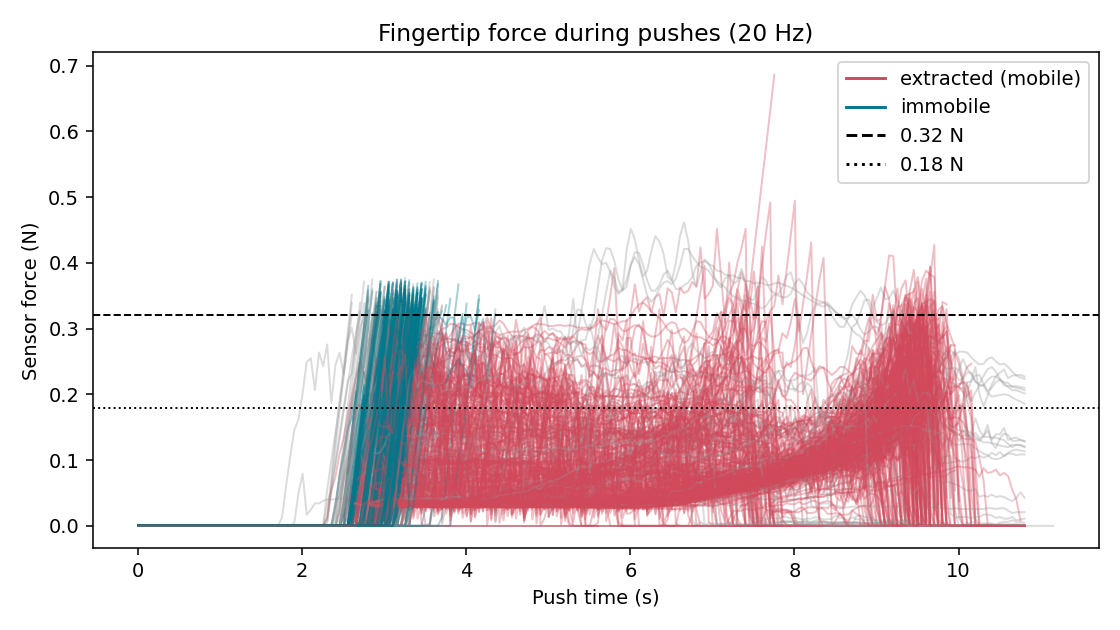 Fingertip force during pushes (20 Hz)
extracted (mobile)
immobile
0.32 N
0.18 N
Sensor force (N)
0.7
0.6
0.5
0.4
0.3
0.2
0.1
0.0
0 2 4 6 8 10
Push time (s)